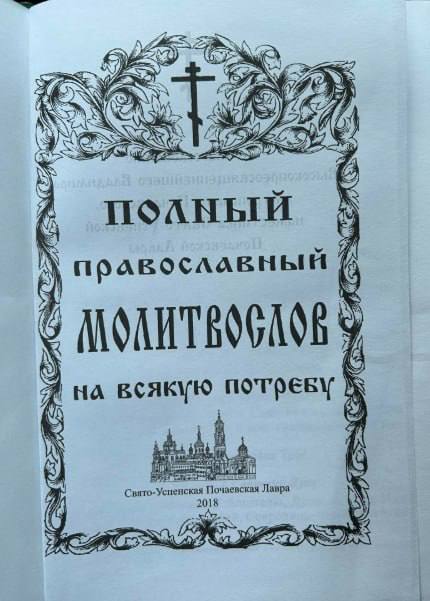 ПОЛНЫЙ
ПРАВОСЛАВНЫЙ
МОЛИТВОСЛОВ
НА ВСЯКУЮ ПОТРЕБУ
Свято-Успенская Почаевская Лавра
2018